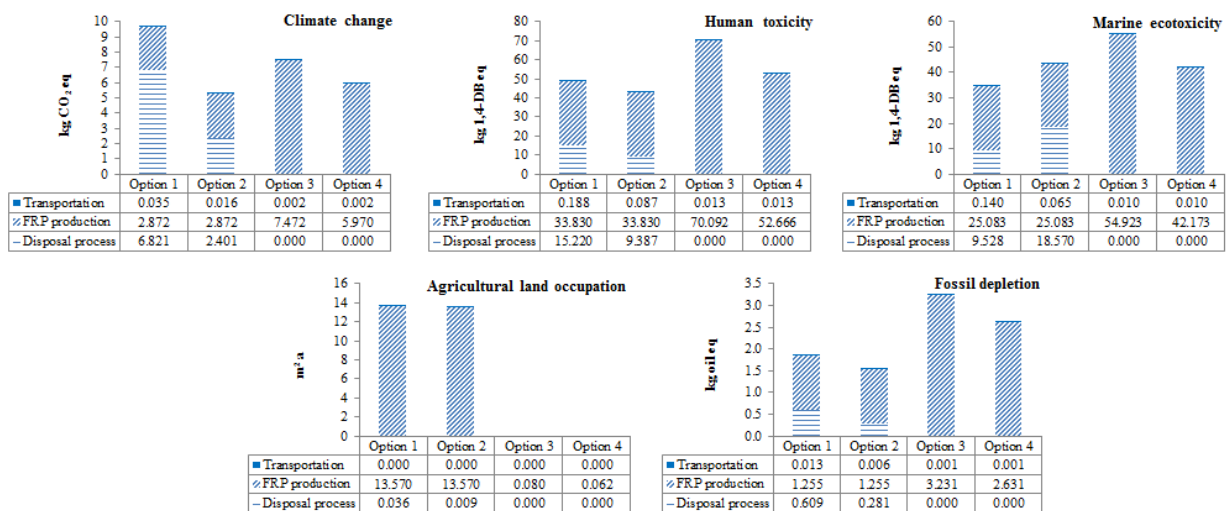 Climate change
kg CO₂ eq
10
9
8
7
6
5
4
3
2
1
0
Option 1 Option 2 Option 3 Option 4
Transportation 0.035 0.016 0.002 0.002
FRP production 2.872 2.872 7.472 5.970
Disposal process 6.821 2.401 0.000 0.000
Human toxicity
kg 1,4-DB eq
80
70
60
50
40
30
20
10
0
Option 1 Option 2 Option 3 Option 4
Transportation 0.188 0.087 0.013 0.013
FRP production 33.830 33.830 70.092 52.666
Disposal process 15.220 9.387 0.000 0.000
Marine ecotoxicity
kg 1,4-DB eq
60
50
40
30
20
10
0
Option 1 Option 2 Option 3 Option 4
Transportation 0.140 0.065 0.010 0.010
FRP production 25.083 25.083 54.923 42.173
Disposal process 9.528 18.570 0.000 0.000
Agricultural land occupation
m² a
16
14
12
10
8
6
4
2
0
Option 1 Option 2 Option 3 Option 4
Transportation 0.000 0.000 0.000 0.000
FRP production 13.570 13.570 0.080 0.062
Disposal process 0.036 0.009 0.000 0.000
Fossil depletion
kg oil eq
3.5
3.0
2.5
2.0
1.5
1.0
0.5
0.0
Option 1 Option 2 Option 3 Option 4
Transportation 0.013 0.006 0.001 0.001
FRP production 1.255 1.255 3.231 2.631
Disposal process 0.609 0.281 0.000 0.000